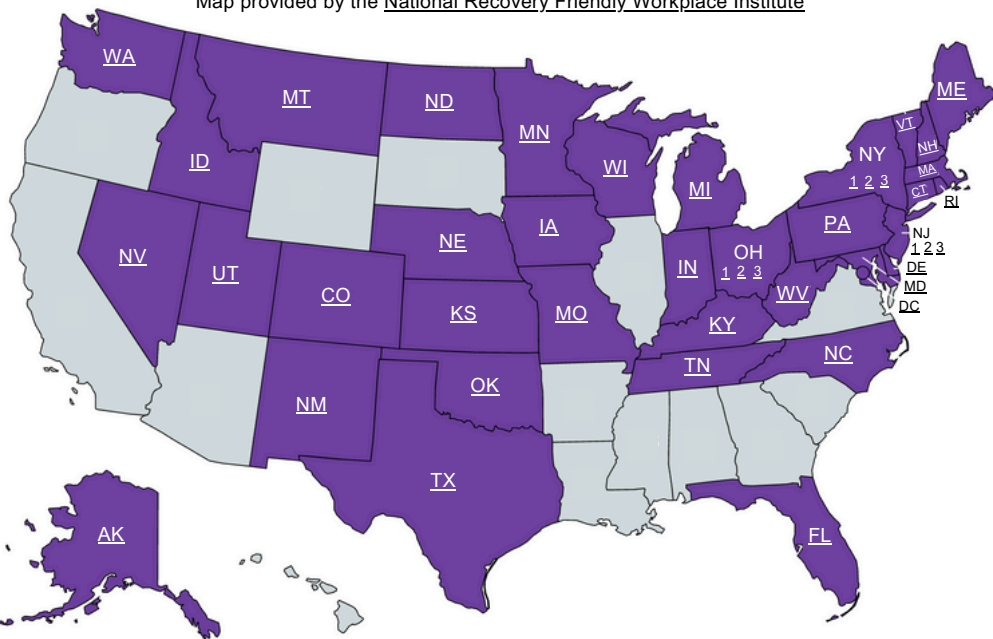 Map provided by the National Recovery Friendly Workplace Institute
WA
MT
ND
MN
ID
WI
MI
ME
VT
NH
NY
1 2 3
MA
CT
RI
NV
UT
CO
NE
IA
KS
MO
IN
OH
1 2 3
PA
NJ
1 2 3
DE
MD
DC
WV
KY
TN
NC
NM
OK
TX
AK
FL